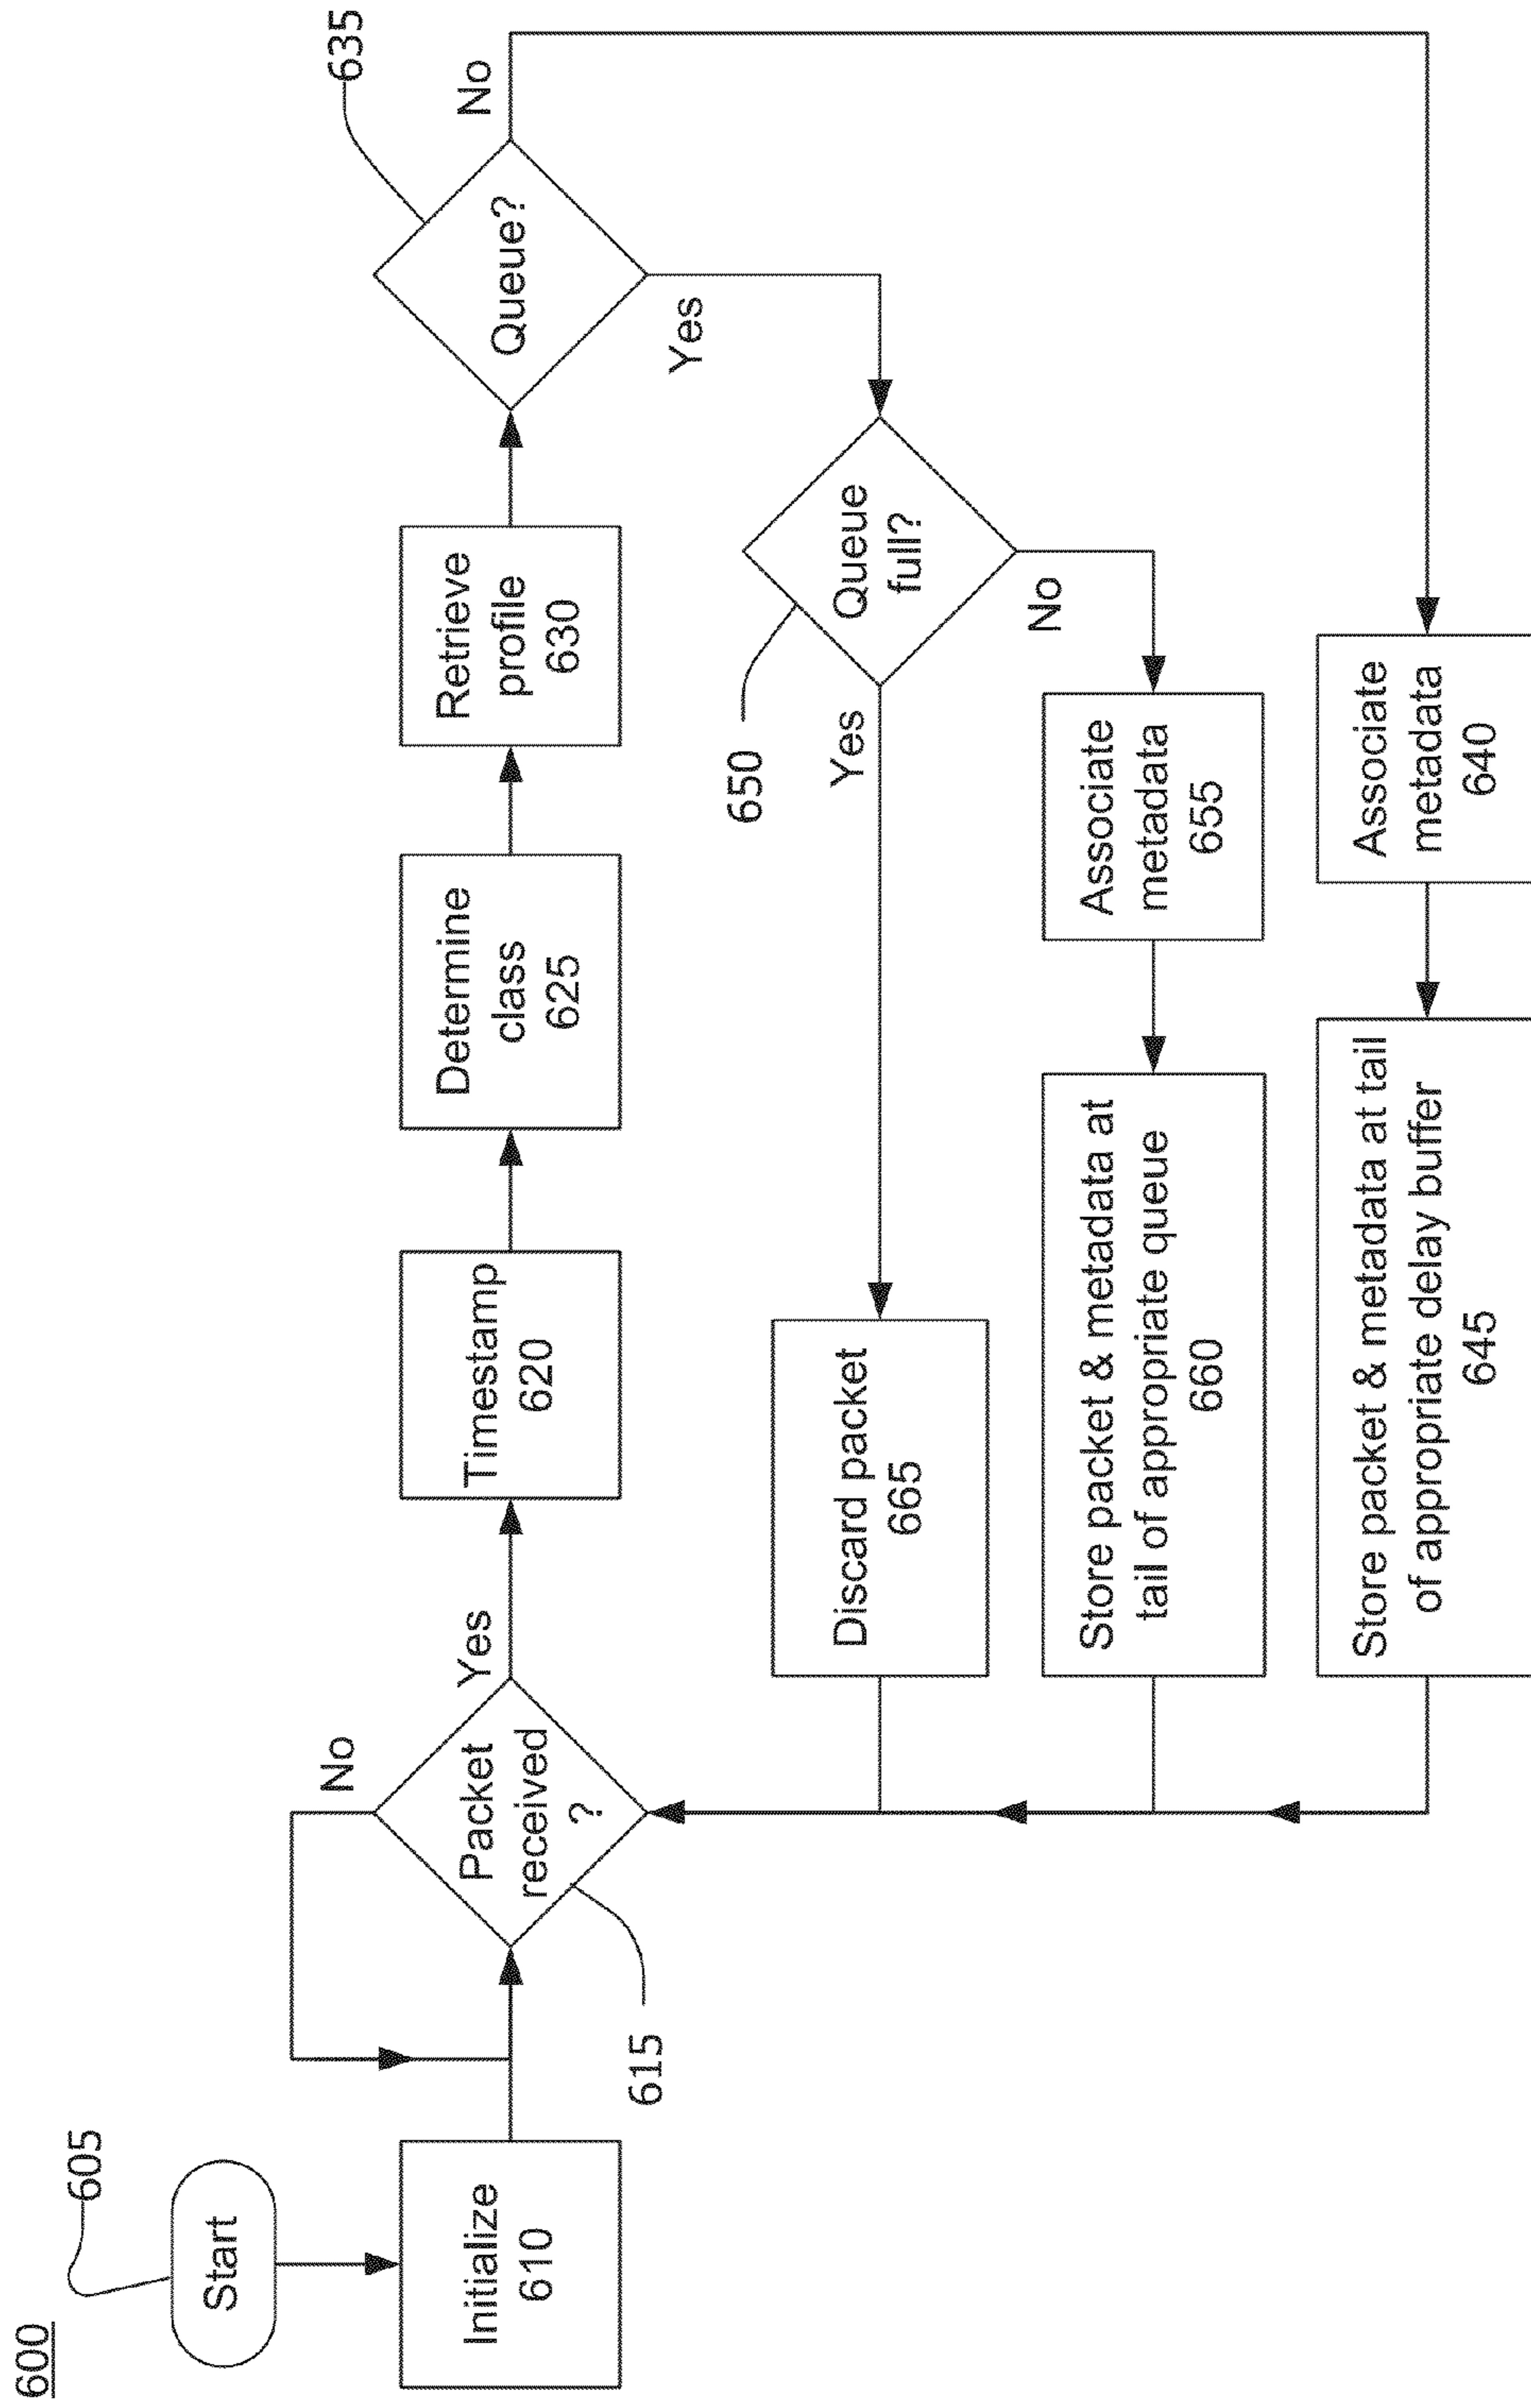 600
605
Start
Initialize
610
No
Packet
received
?
615
Yes
Timestamp
620
Determine
class
625
Retrieve
profile
630
Queue?
635
No
Yes
Queue
full?
650
Yes
No
Discard packet
665
Associate
metadata
655
Store packet & metadata at
tail of appropriate queue
660
Associate
metadata
640
Store packet & metadata at tail
of appropriate delay buffer
645